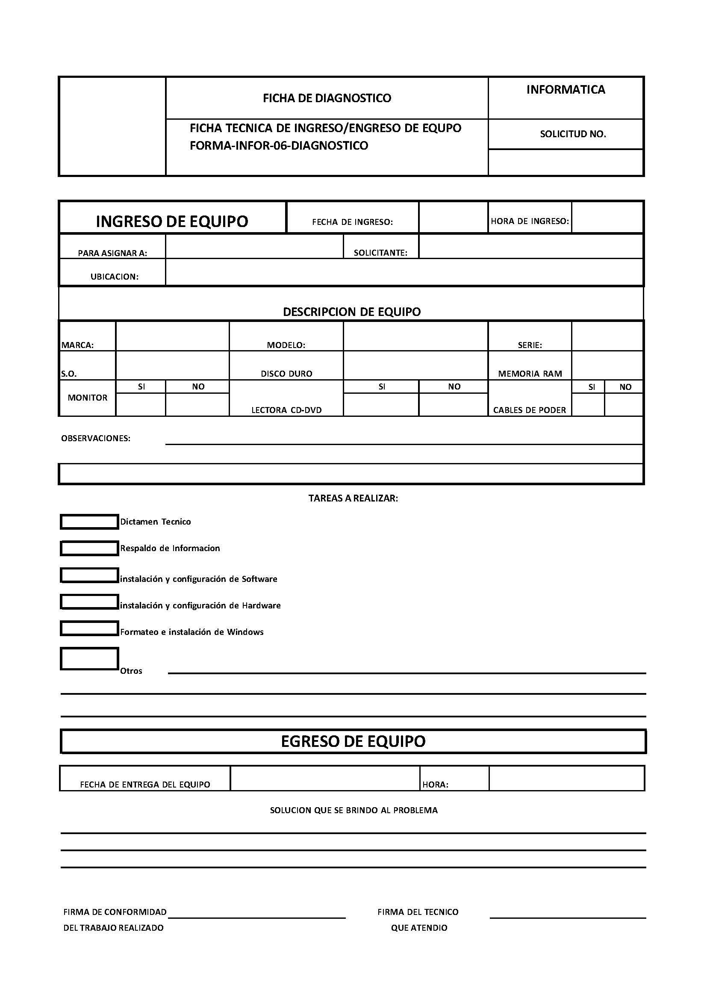 FICHA DE DIAGNOSTICO
INFORMATICA
FICHA TECNICA DE INGRESO/ENGRESO DE EQUPO
FORMA-INFOR-06-DIAGNOSTICO
SOLICITUD NO.
INGRESO DE EQUIPO
FECHA DE INGRESO:
HORA DE INGRESO:
PARA ASIGNAR A:
SOLICITANTE:
UBICACION:
DESCRIPCION DE EQUIPO
MARCA:
MODELO:
SERIE:
S.O.
DISCO DURO
MEMORIA RAM
MONITOR
SI
NO
LECTORA CD-DVD
SI
NO
CABLES DE PODER
SI
NO
OBSERVACIONES:
TAREAS A REALIZAR:
Dictamen Tecnico
Respaldo de Informacion
instalación y configuración de Software
instalación y configuración de Hardware
Formateo e instalación de Windows
Otros
EGRESO DE EQUIPO
FECHA DE ENTREGA DEL EQUIPO
HORA:
SOLUCION QUE SE BRINDO AL PROBLEMA
FIRMA DE CONFORMIDAD
DEL TRABAJO REALIZADO
FIRMA DEL TECNICO
QUE ATENDIO